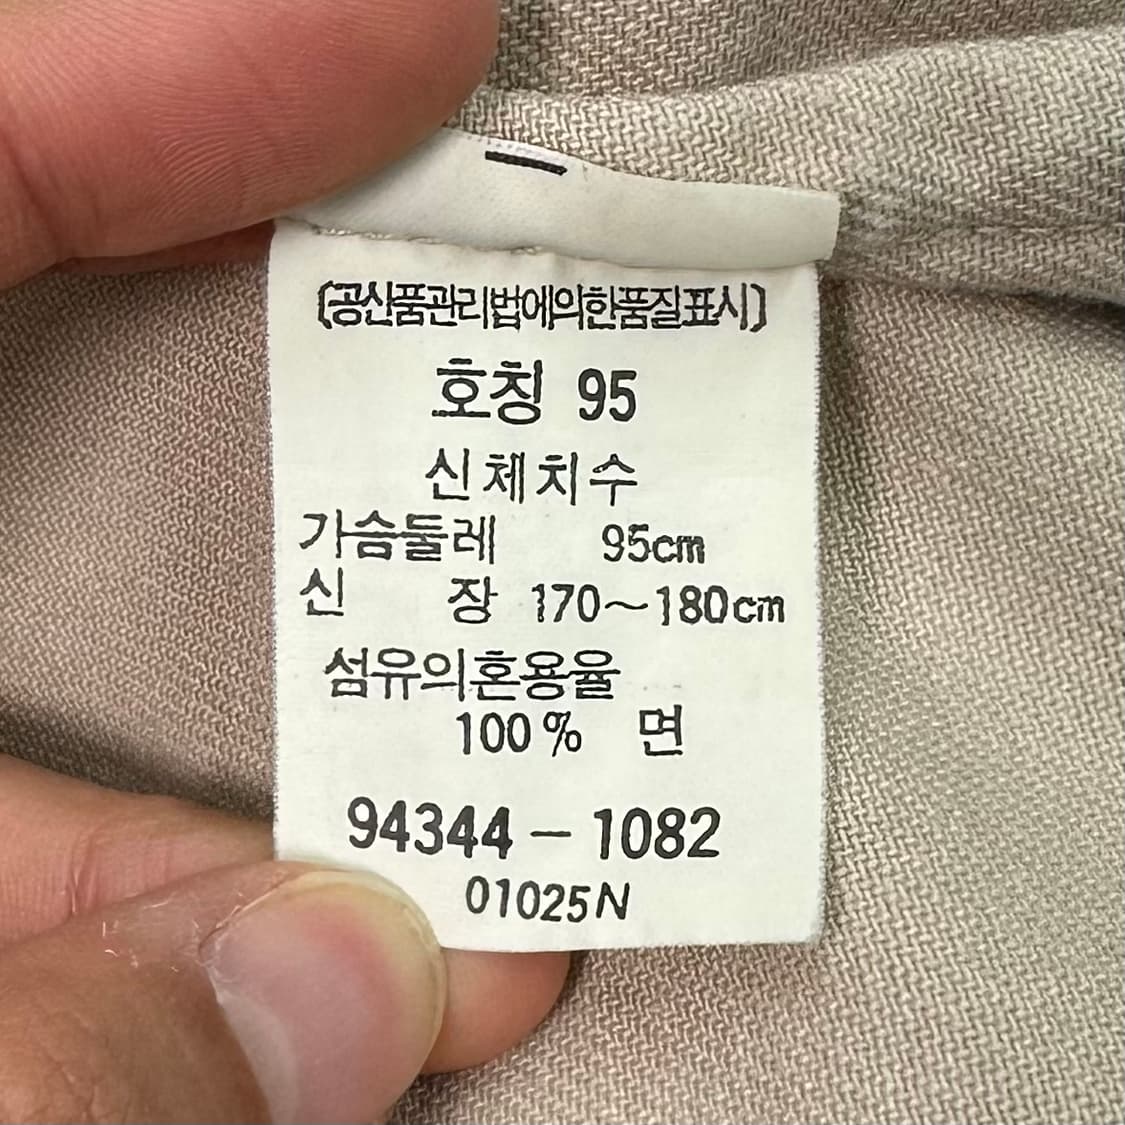 [공산품관리법에의한품질표시]
호칭 95
신체치수
가슴둘레 95cm
신 장 170~180cm
섬유의혼용율
100% 면
94344-1082
01025N